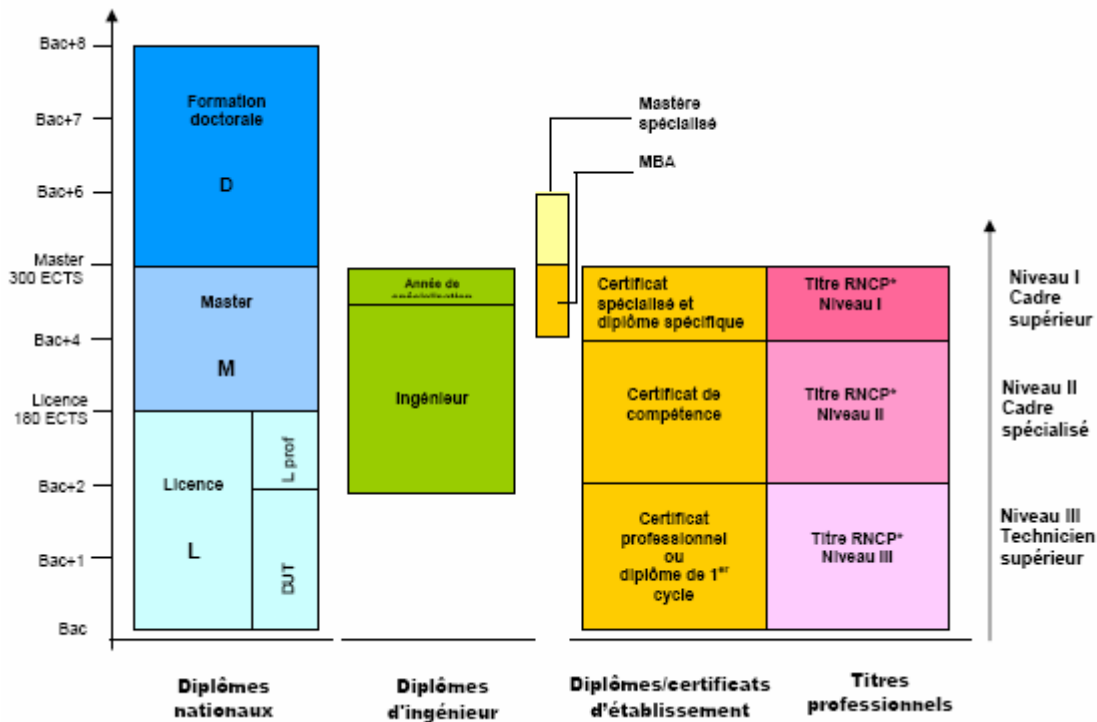 Bac+8
Bac+7
Bac+6
Master
300 ECTS
Bac+4
Licence
180 ECTS
Bac+2
Bac+1
Bac
Formation
doctorale
D
Master
M
Licence
L
L prof
DUT
Année de
spécialisation
Ingénieur
Mastère
spécialisé
MBA
Certificat
spécialisé et
diplôme spécifique
Certificat de
compétence
Certificat
professionnel
ou
diplôme de 1er
cycle
Titre RNCP*
Niveau I
Titre RNCP*
Niveau II
Titre RNCP*
Niveau III
Niveau I
Cadre
supérieur
Niveau II
Cadre
spécialisé
Niveau III
Technicien
supérieur
Diplômes
nationaux
Diplômes
d'ingénieur
Diplômes/certificats
d'établissement
Titres
professionnels